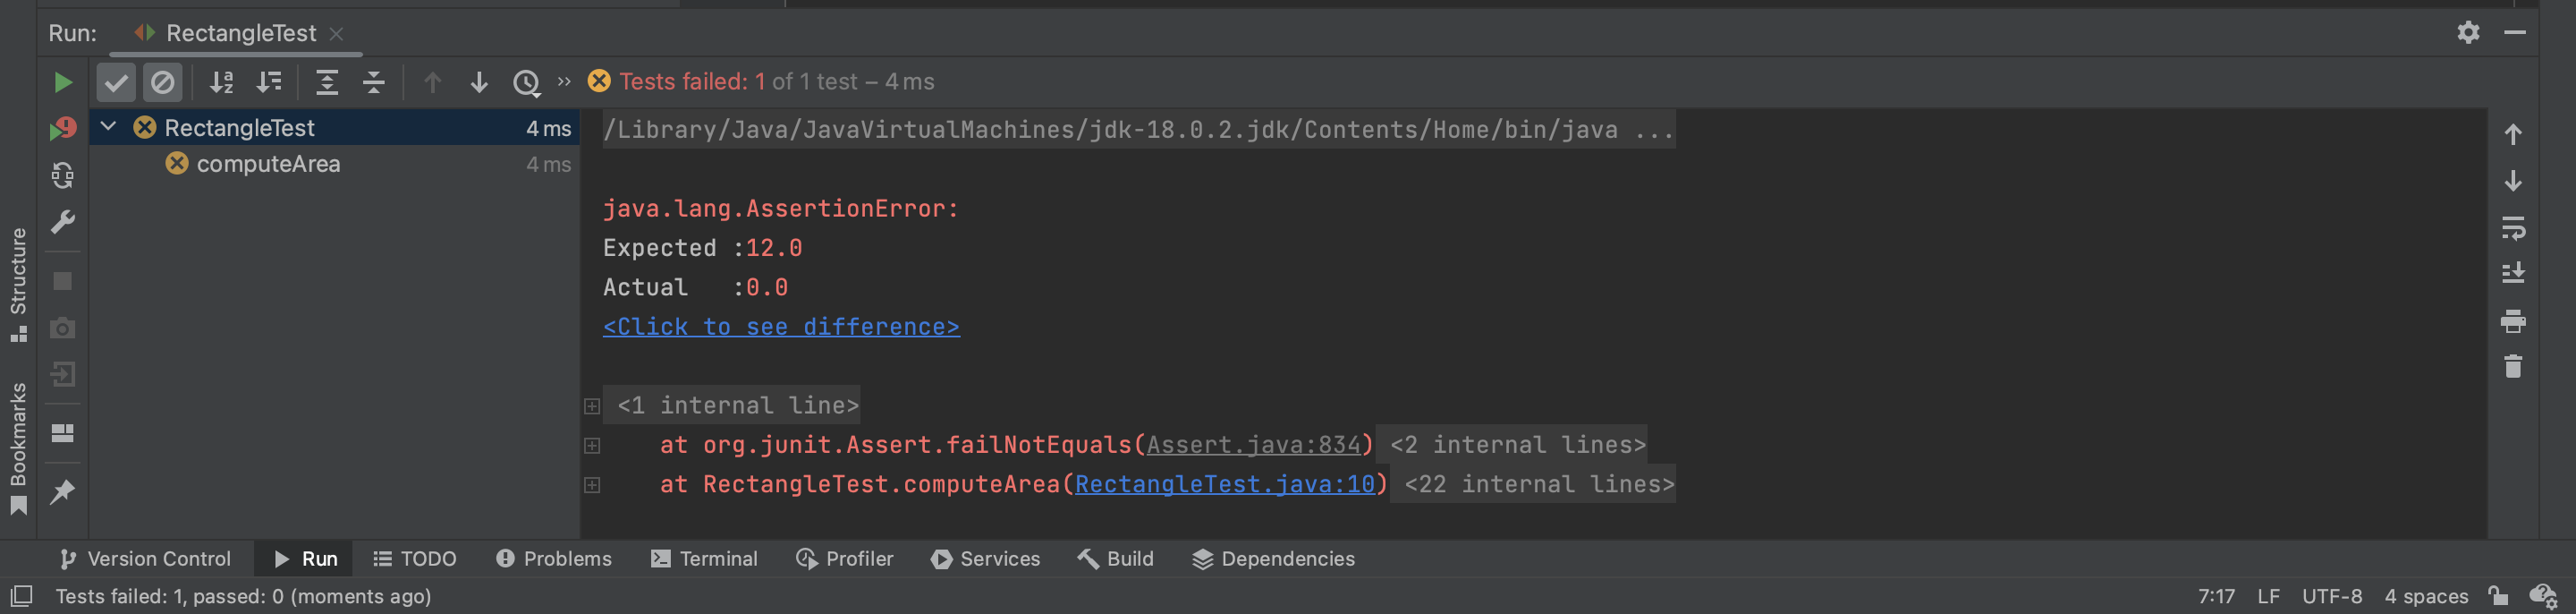 Run: RectangleTest
Tests failed: 1 of 1 test – 4 ms
RectangleTest 4 ms
computeArea 4 ms
/Library/Java/JavaVirtualMachines/jdk-18.0.2.jdk/Contents/Home/bin/java ...
java.lang.AssertionError:
Expected :12.0
Actual   :0.0
<Click to see difference>
<1 internal line>
at org.junit.Assert.failNotEquals(Assert.java:834) <2 internal lines>
at RectangleTest.computeArea(RectangleTest.java:10) <22 internal lines>
Structure
Bookmarks
Version Control Run TODO Problems Terminal Profiler Services Build Dependencies
Tests failed: 1, passed: 0 (moments ago) 7:17 LF UTF-8 4 spaces